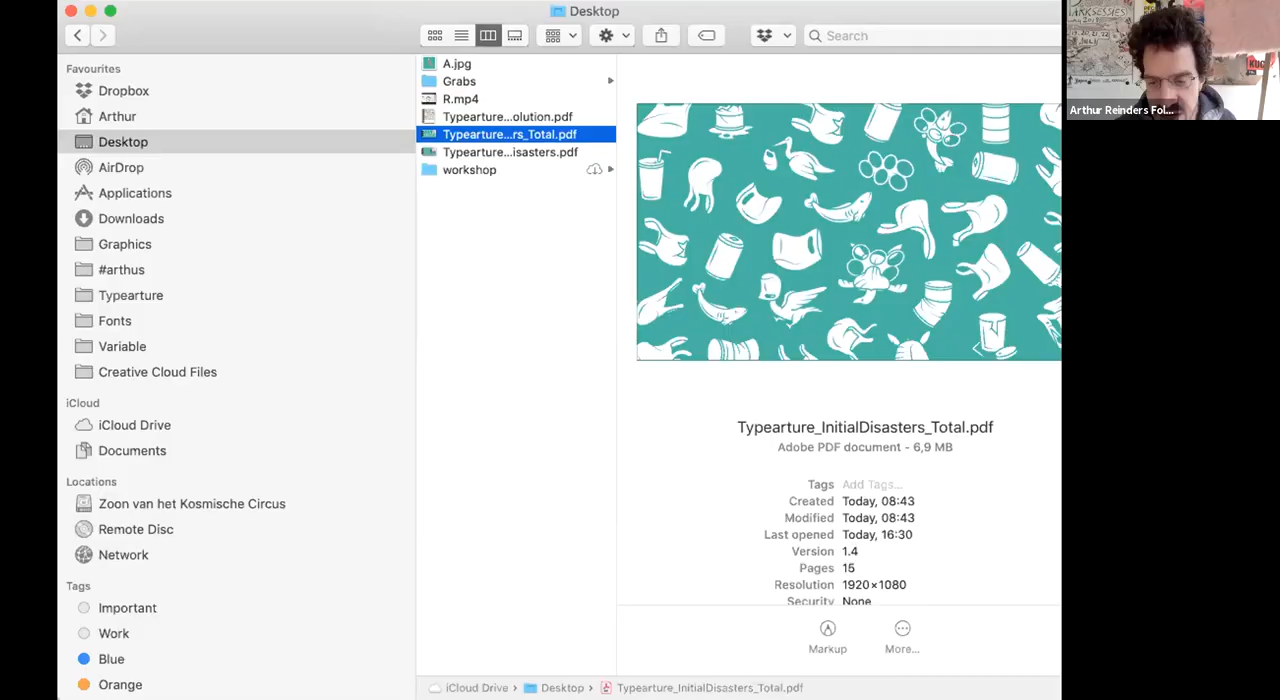 Desktop
Search
Favourites
Dropbox
Arthur
Desktop
AirDrop
Applications
Downloads
Graphics
#arthus
Typearture
Fonts
Variable
Creative Cloud Files
iCloud
iCloud Drive
Documents
Locations
Zoon van het Kosmische Circus
Remote Disc
Network
Tags
Important
Work
Blue
Orange
A.jpg
Grabs
R.mp4
Typearture...olution.pdf
Typearture...rs_Total.pdf
Typearture...isasters.pdf
workshop
Typearture_InitialDisasters_Total.pdf
Adobe PDF document - 6,9 MB
Tags Add Tags...
Created Today, 08:43
Modified Today, 08:43
Last opened Today, 16:30
Version 1.4
Pages 15
Resolution 1920×1080
Security None
Markup
More...
iCloud Drive › Desktop › Typearture_InitialDisasters_Total.pdf
Arthur Reinders Fol...